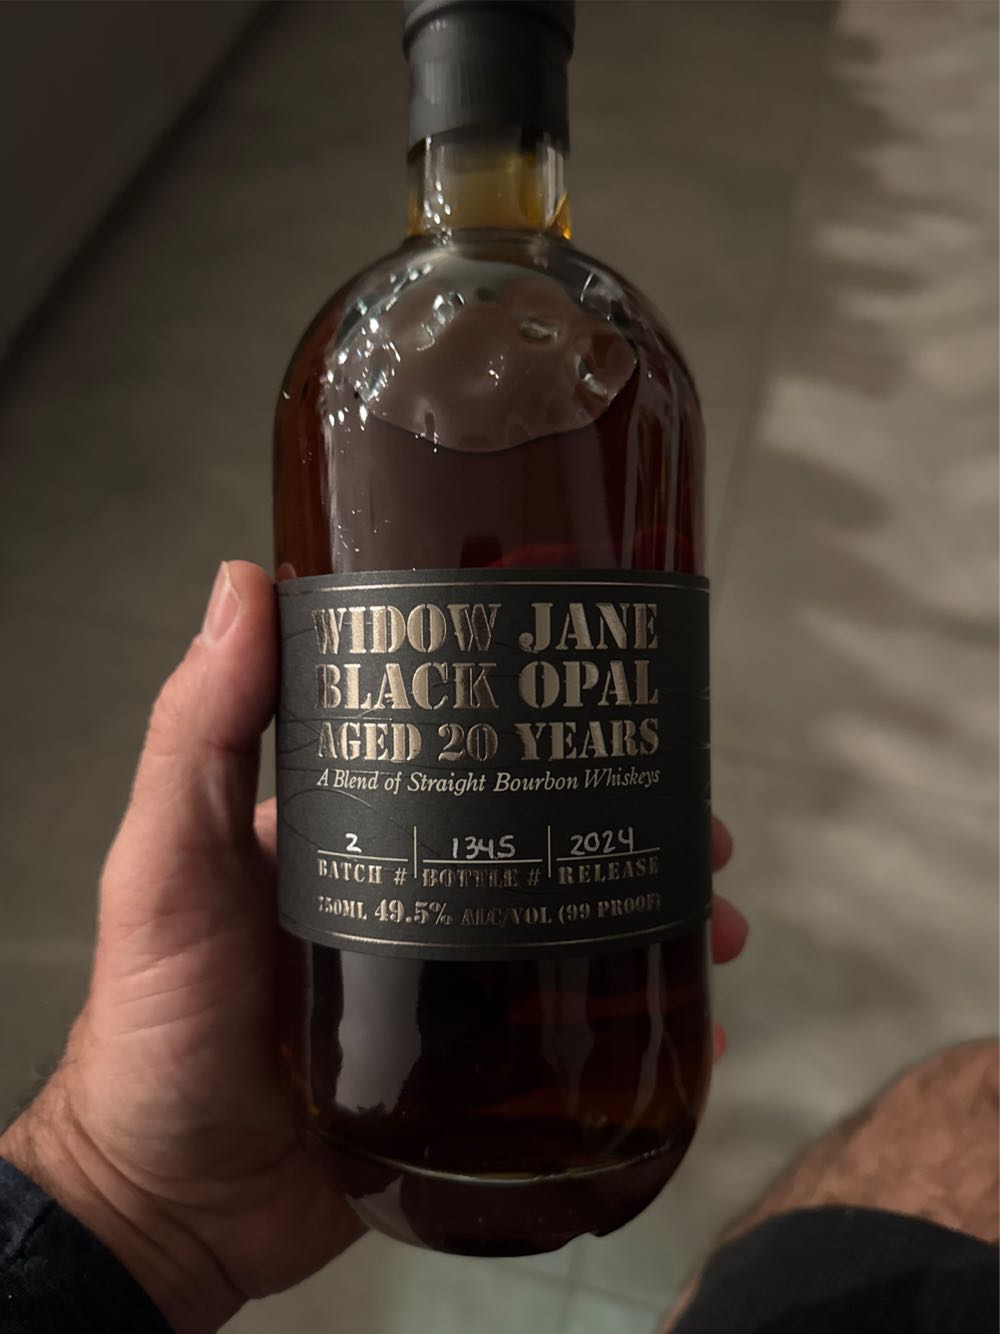 WIDOW JANE
BLACK OPAL
AGED 20 YEARS
A Blend of Straight Bourbon Whiskeys
2 1345 2024
BATCH # BOTTLE # RELEASE
750ML 49.5% ALC/VOL (99 PROOF)